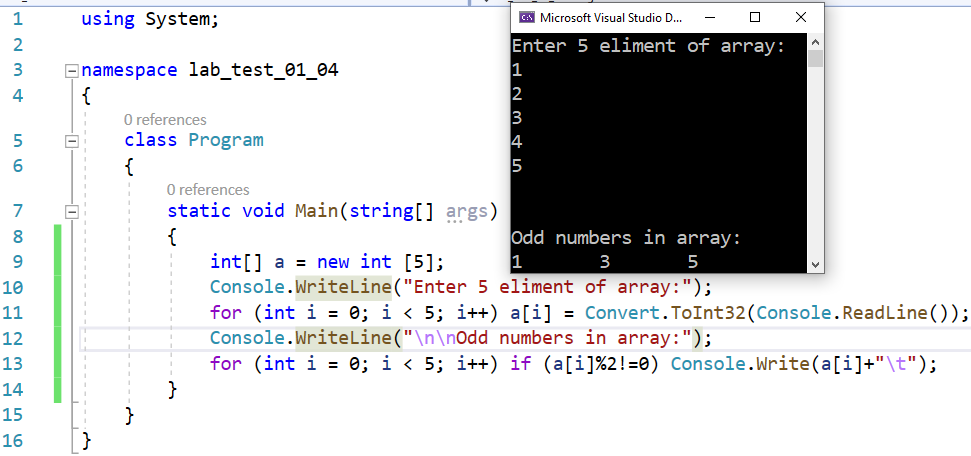 1 using System;
2
3 namespace lab_test_01_04
4 {
0 references
5 class Program
6 {
0 references
7 static void Main(string[] args)
8 {
9 int[] a = new int [5];
10 Console.WriteLine("Enter 5 eliment of array:");
11 for (int i = 0; i < 5; i++) a[i] = Convert.ToInt32(Console.ReadLine());
12 Console.WriteLine("\n\nOdd numbers in array:");
13 for (int i = 0; i < 5; i++) if (a[i]%2!=0) Console.Write(a[i]+"\t");
14 }
15 }
16 }
C:\ Microsoft Visual Studio D...
Enter 5 eliment of array:
1
2
3
4
5
Odd numbers in array:
1 3 5